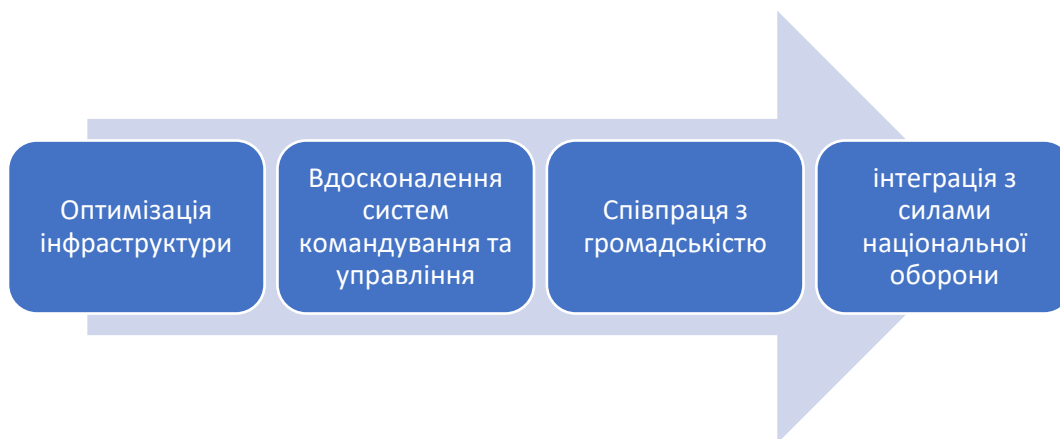 Оптимізація
інфраструктури
Вдосконалення
систем
командування та
управління
Співпраця з
громадськістю
інтеграція з
силами
національної
оборони